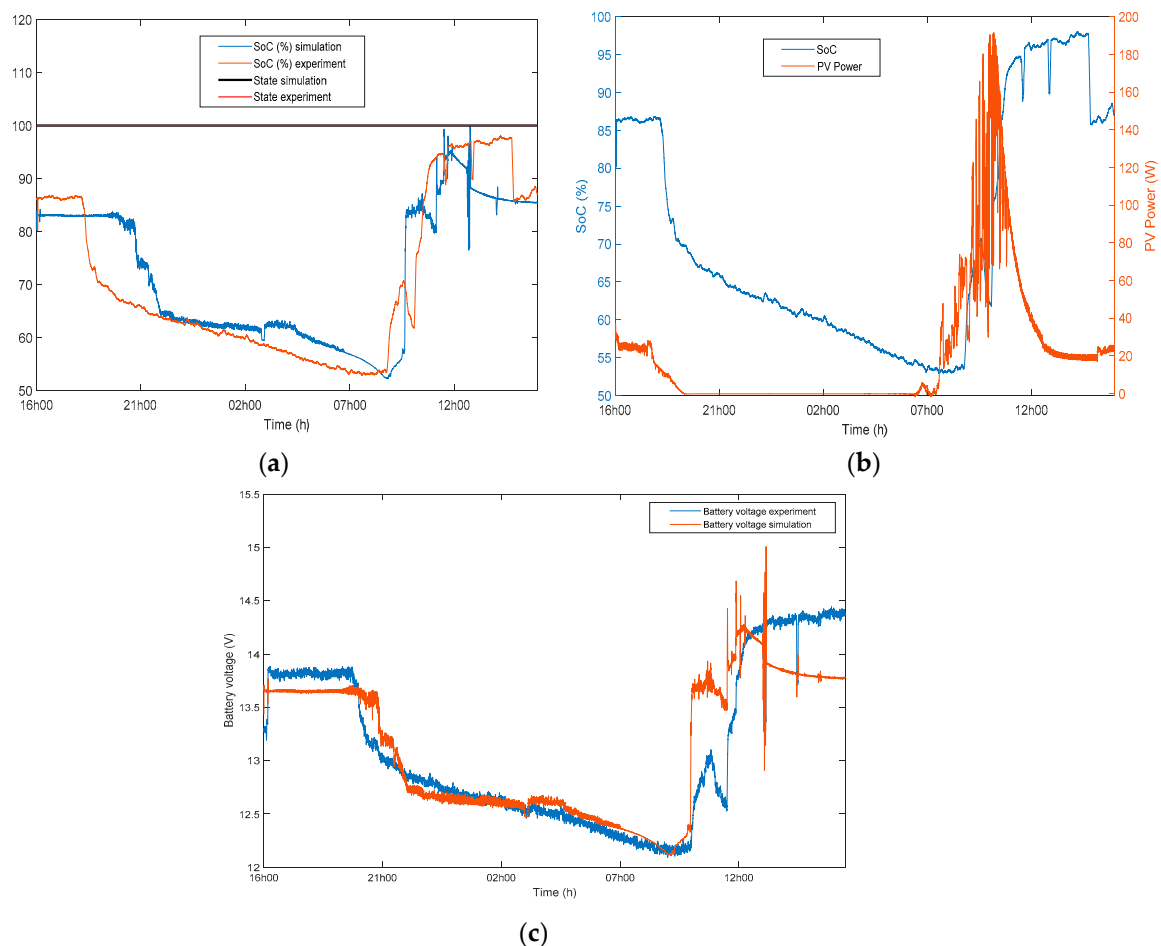 120
110
100
90
80
70
60
50
SoC (%) simulation
SoC (%) experiment
State simulation
State experiment
16h00 21h00 02h00 07h00 12h00
Time (h)
(a)
100
95
90
85
80
75
70
65
60
55
50
SoC (%)
SoC
PV Power
200
180
160
140
120
100
80
60
40
20
0
PV Power (W)
16h00 21h00 02h00 07h00 12h00
Time (h)
(b)
15.5
15
14.5
14
13.5
13
12.5
12
Battery voltage (V)
Battery voltage experiment
Battery voltage simulation
16h00 21h00 02h00 07h00 12h00
Time (h)
(c)